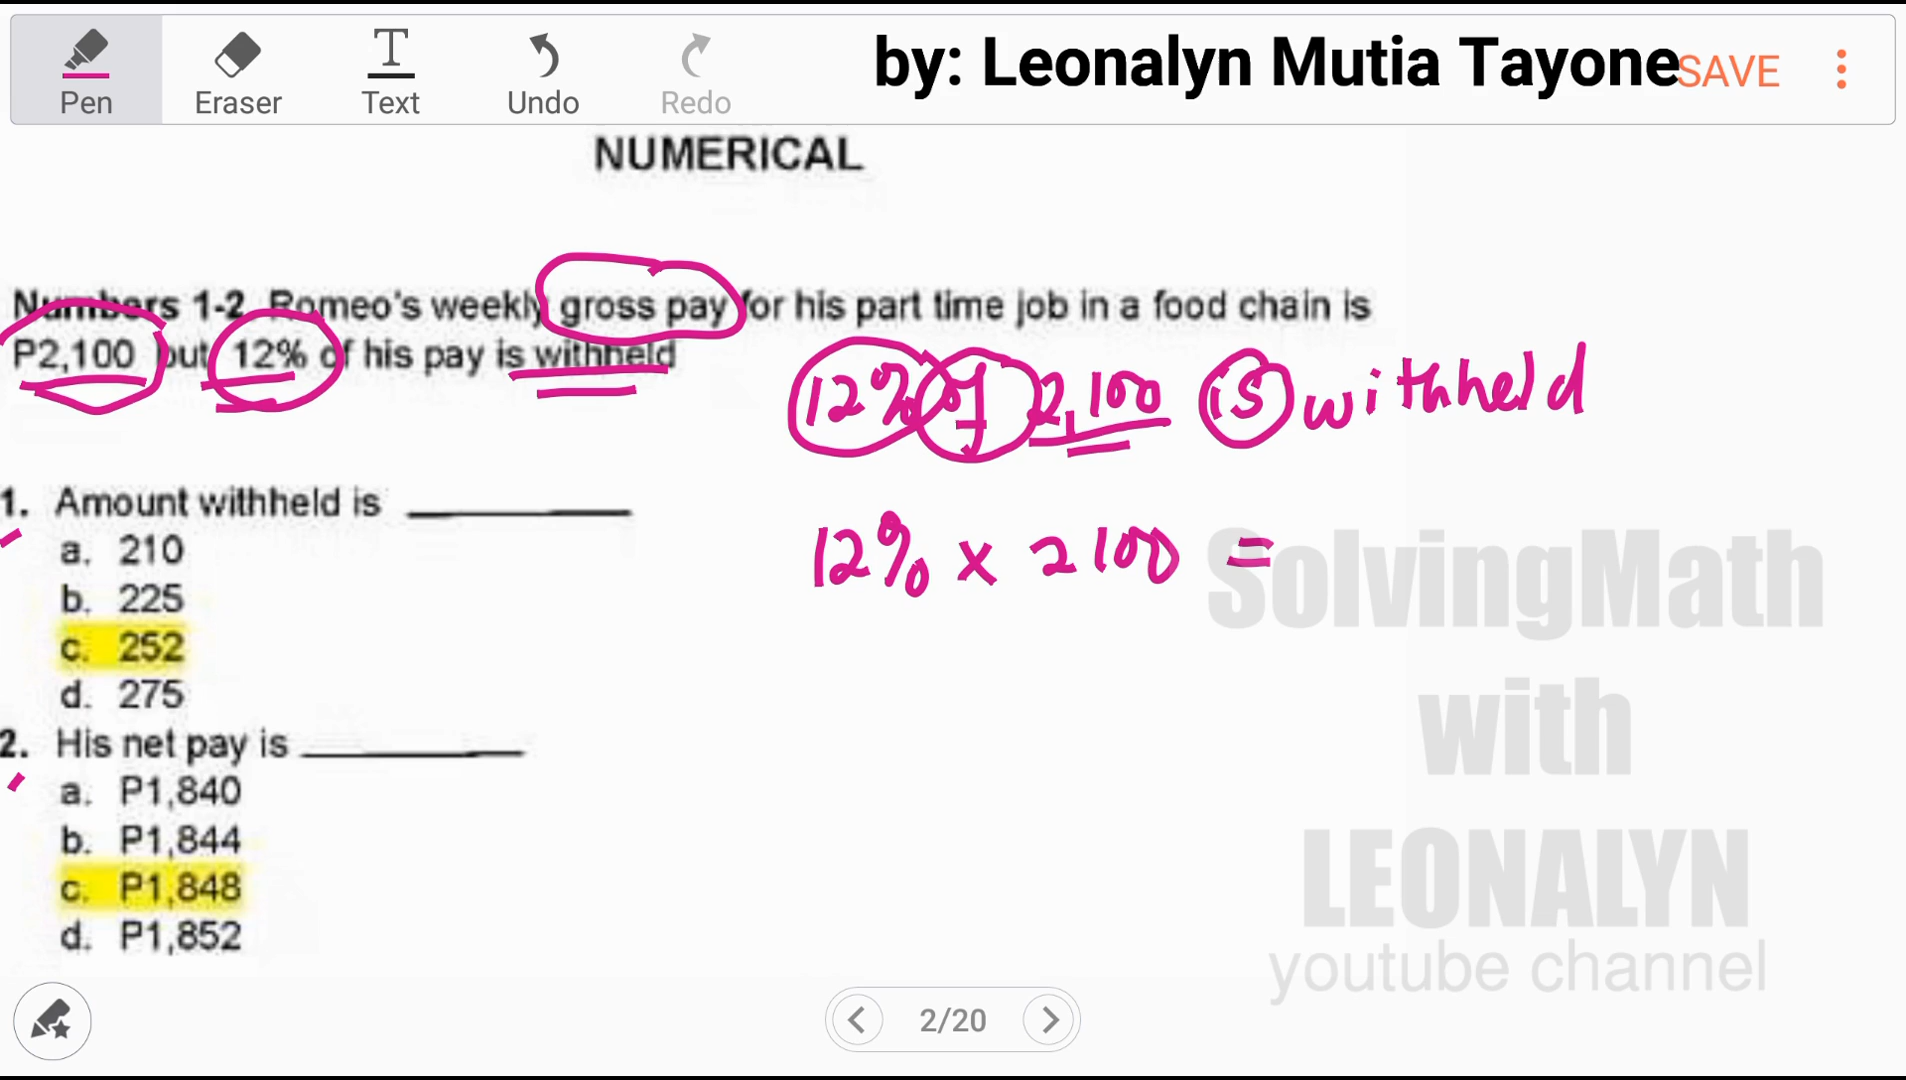 Pen
Eraser
Text
Undo
Redo
by: Leonalyn Mutia Tayone
SAVE
NUMERICAL
Numbers 1-2 Romeo's weekly gross pay for his part time job in a food chain is
P2,100 but 12% of his pay is withheld
12% of 2,100 is withheld
12% x 2100 =
1. Amount withheld is
a. 210
b. 225
c. 252
d. 275
2. His net pay is
a. P1,840
b. P1,844
c. P1,848
d. P1,852
SolvingMath
with
LEONALYN
youtube channel
2/20